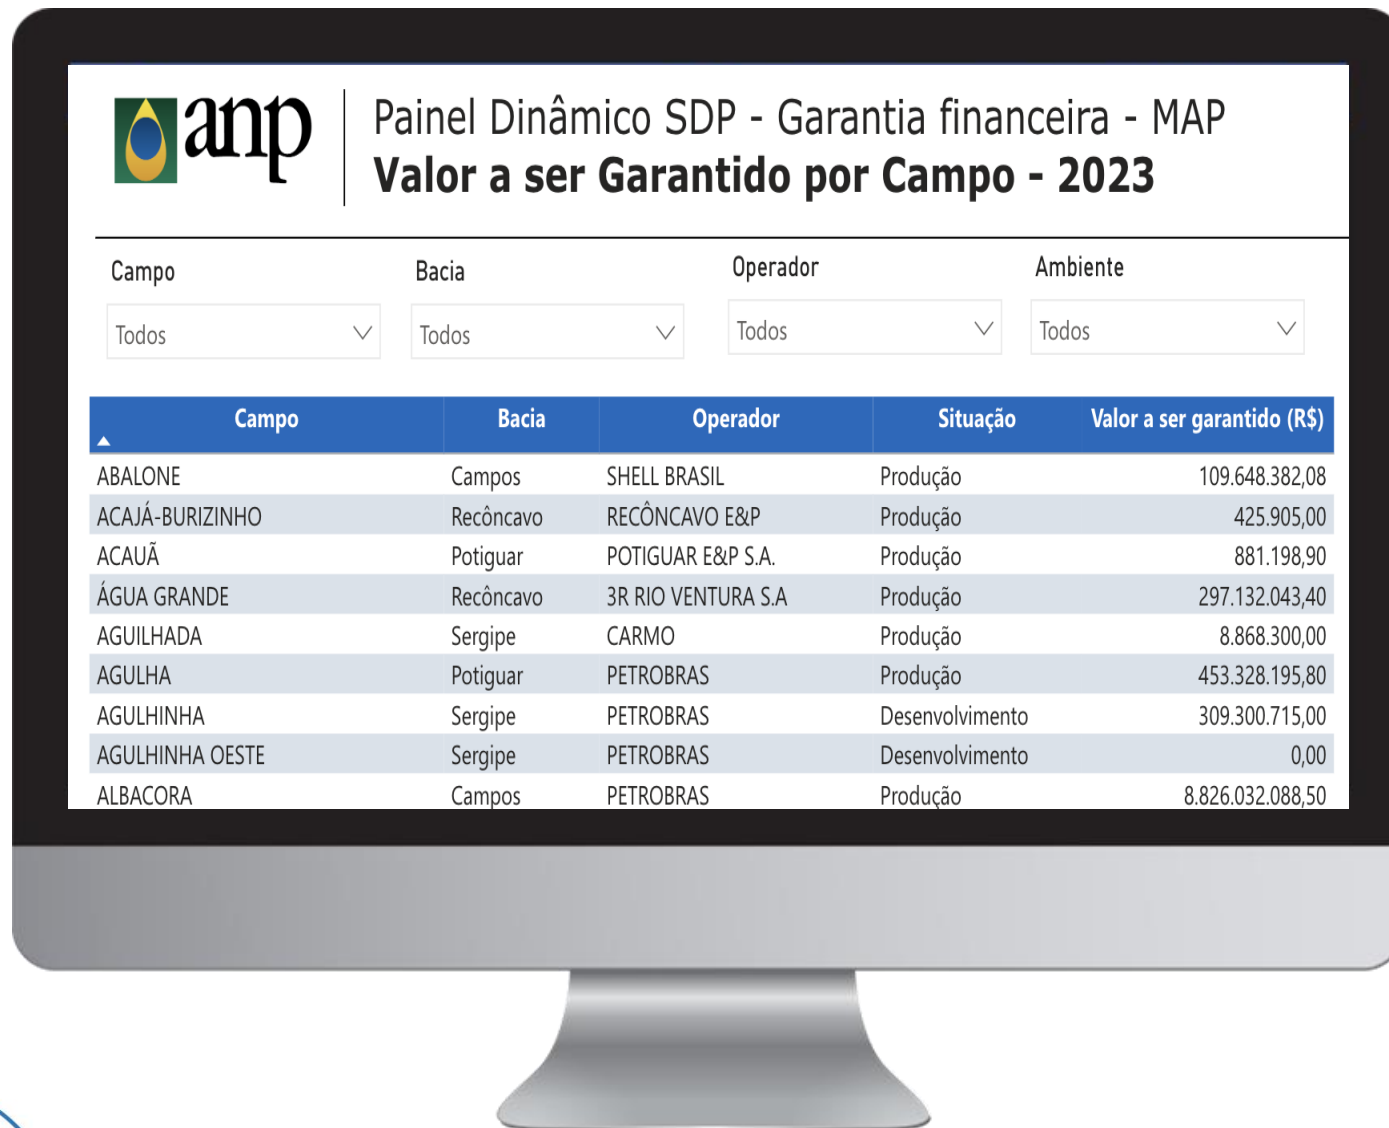 anp
Painel Dinâmico SDP - Garantia financeira - MAP
Valor a ser Garantido por Campo - 2023
Campo Bacia Operador Ambiente
Todos Todos Todos Todos
Campo Bacia Operador Situação Valor a ser garantido (R$)
ABALONE Campos SHELL BRASIL Produção 109.648.382,08
ACAJÁ-BURIZINHO Recôncavo RECÔNCAVO E&P Produção 425.905,00
ACAUÃ Potiguar POTIGUAR E&P S.A. Produção 881.198,90
ÁGUA GRANDE Recôncavo 3R RIO VENTURA S.A Produção 297.132.043,40
AGUILHADA Sergipe CARMO Produção 8.868.300,00
AGULHA Potiguar PETROBRAS Produção 453.328.195,80
AGULHINHA Sergipe PETROBRAS Desenvolvimento 309.300.715,00
AGULHINHA OESTE Sergipe PETROBRAS Desenvolvimento 0,00
ALBACORA Campos PETROBRAS Produção 8.826.032.088,50